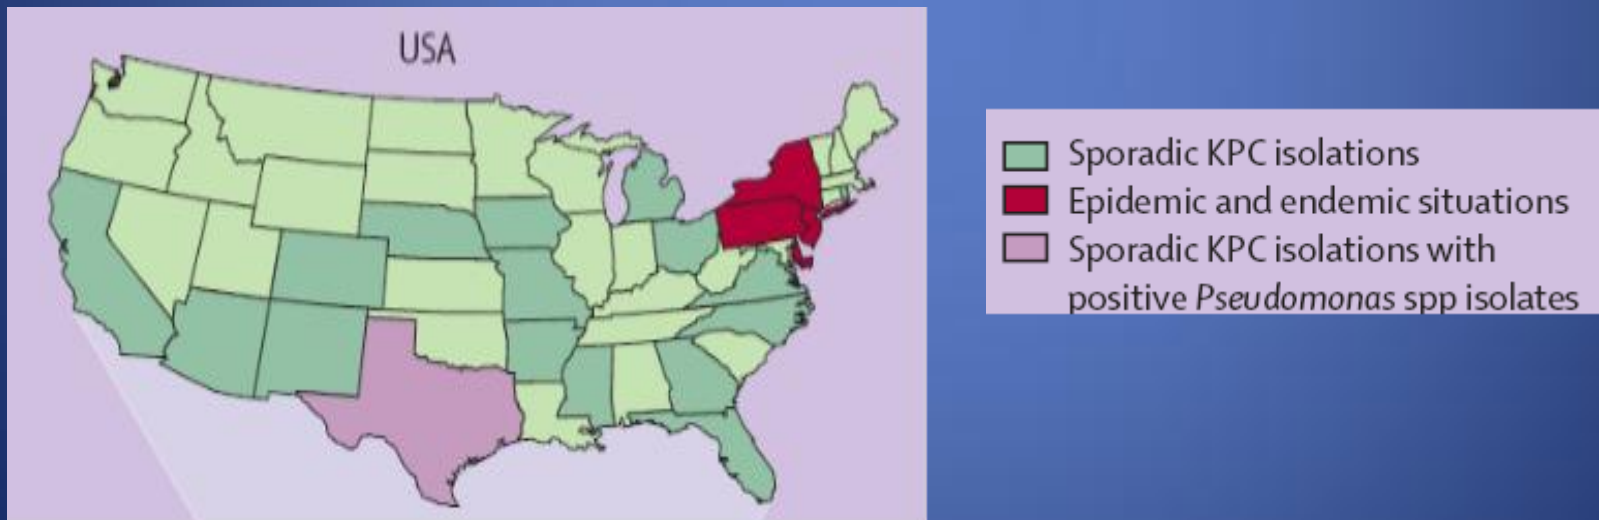 USA
Sporadic KPC isolations
Epidemic and endemic situations
Sporadic KPC isolations with
positive Pseudomonas spp isolates